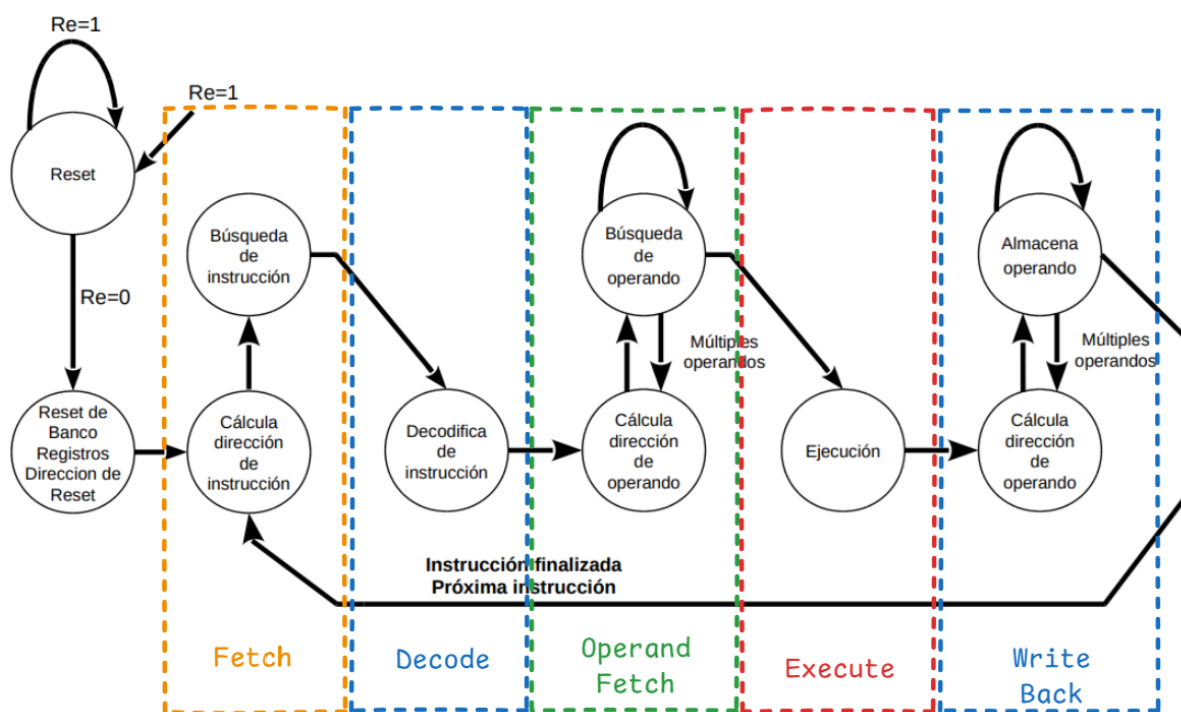 Re=1
Re=1
Reset
Re=0
Reset de
Banco
Registros
Direccion de
Reset
Búsqueda
de
instrucción
Cálcula
dirección
de
instrucción
Decodifica
de
instrucción
Búsqueda
de
operando
Múltiples
operandos
Cálcula
dirección
de
operando
Ejecución
Almacena
operando
Múltiples
operandos
Cálcula
dirección
de
operando
Instrucción finalizada
Próxima instrucción
Fetch
Decode
Operand
Fetch
Execute
Write
Back